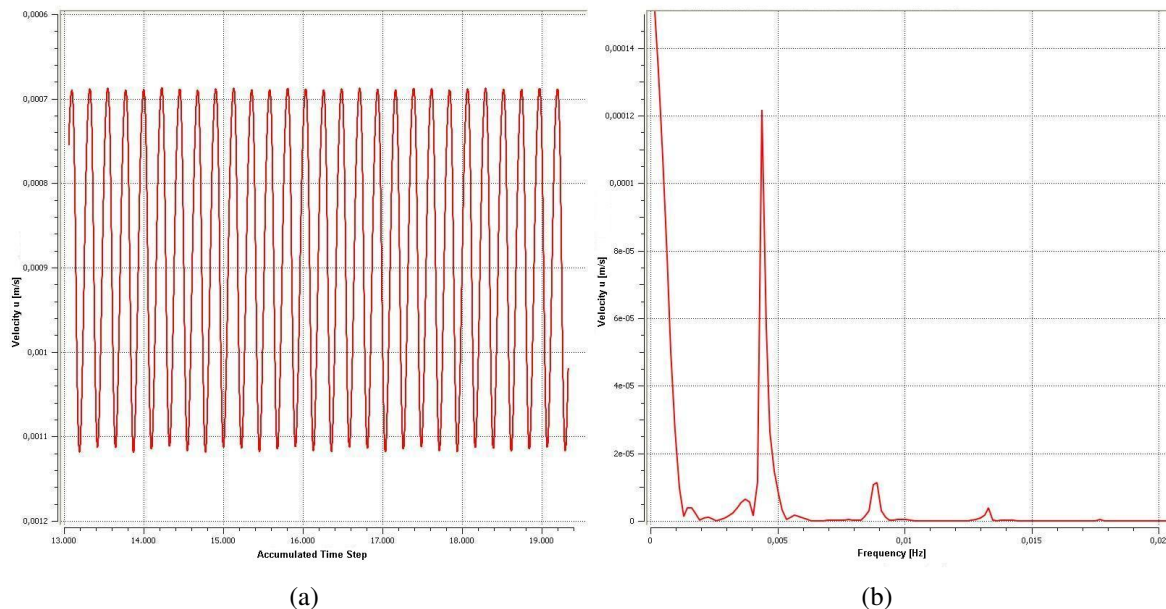 0,0006
0,0007
0,0008
0,0009
0,001
0,0011
0,0012
Velocity u [m/s]
13.000 14.000 15.000 16.000 17.000 18.000 19.000
Accumulated Time Step
(a)
0,00014
0,00012
0,0001
8e-05
6e-05
4e-05
2e-05
0
Velocity u [m/s]
0 0,005 0,01 0,015 0,02
Frequency [Hz]
(b)